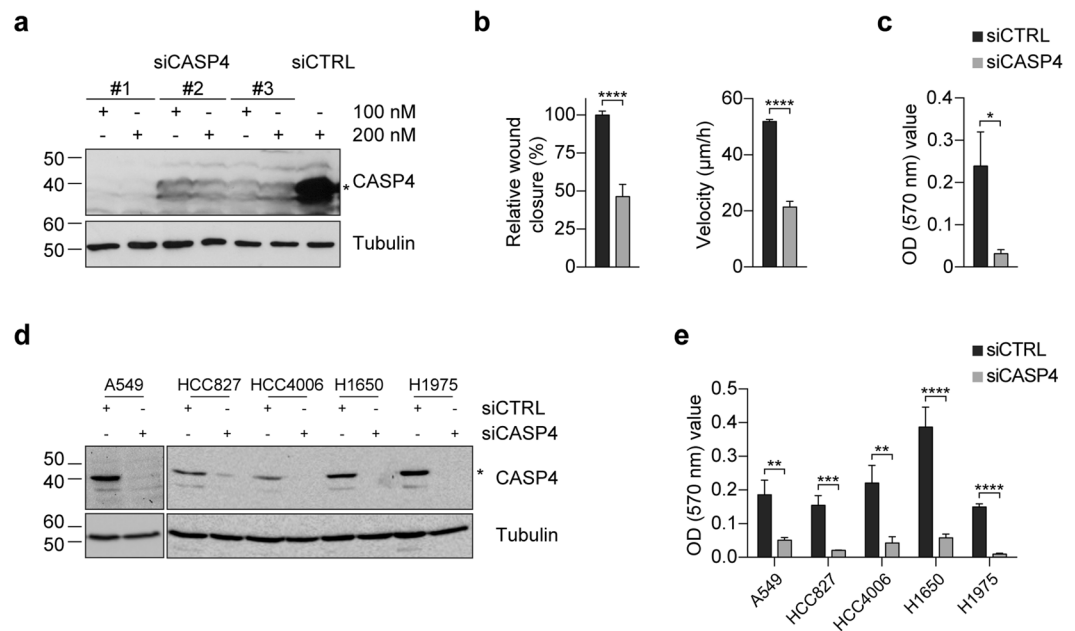 a
siCASP4 siCTRL
#1 #2 #3
+ - + - + - - 100 nM
- + - + - + + 200 nM
50
40
* CASP4
60
50
Tubulin
b
Relative wound closure (%)
100
50
0
****
Velocity (µm/h)
60
40
20
0
****
c
siCTRL
siCASP4
OD (570 nm) value
0.4
0.3
0.2
0.1
0
*
d
A549 HCC827 HCC4006 H1650 H1975
+ - + - + - + - + - siCTRL
- + - + - + - + - + siCASP4
50
40
* CASP4
60
50
Tubulin
e
siCTRL
siCASP4
OD (570 nm) value
0.5
0.4
0.3
0.2
0.1
0.0
** *** ** **** ****
A549 HCC827 HCC4006 H1650 H1975